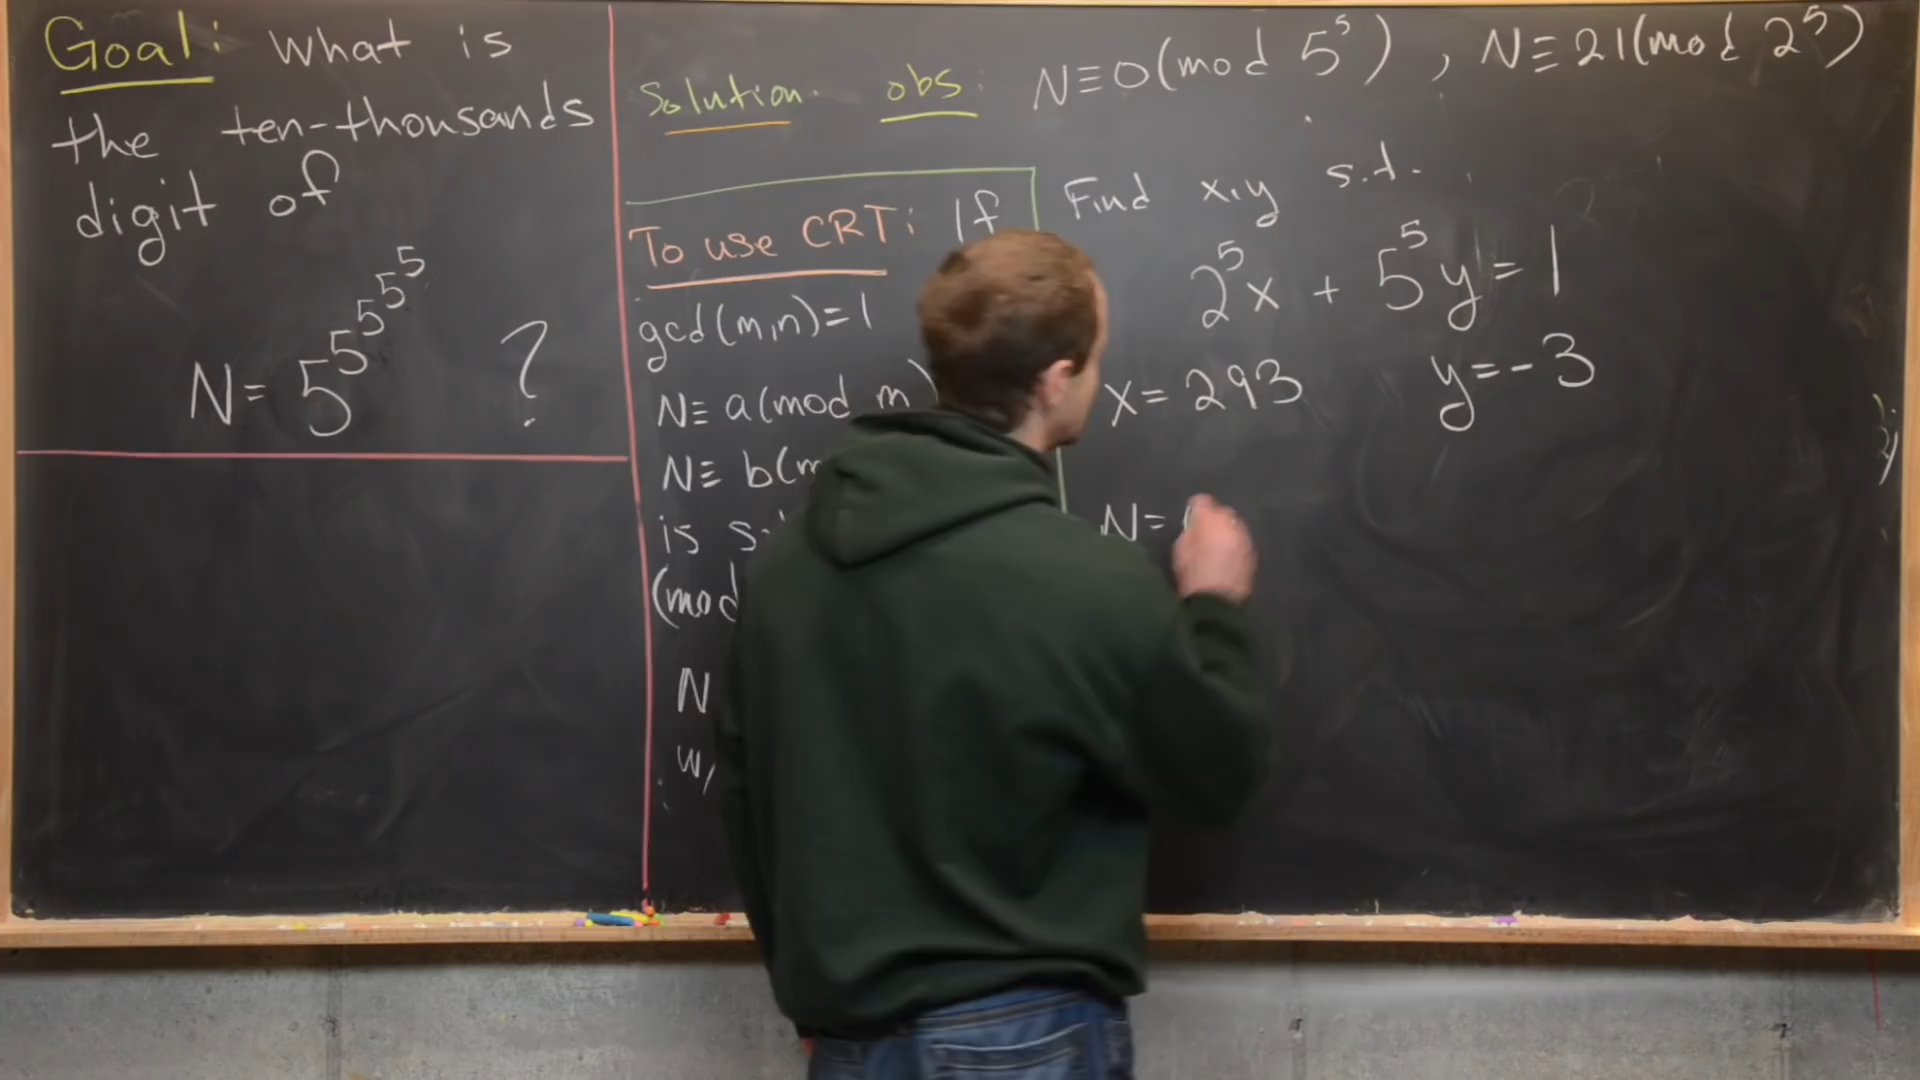 Goal: What is
the ten-thousands
digit of
N = 5^5^5^5^5 ?
Solution. obs: N≡0(mod 5^5), N≡21(mod 2^5)
To use CRT: If
gcd(m,n)=1
N≡ a(mod m)
N≡ b(m
is
(mod
N
w/
Find x,y s.t.
2^5x + 5^5y = 1
x= 293 y=-3
N=